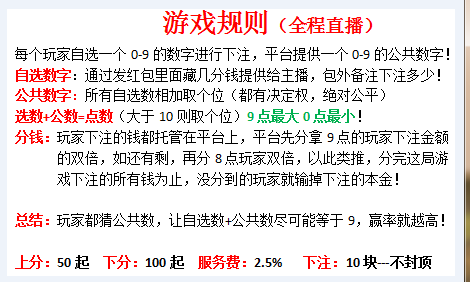 游戏规则（全程直播）
每个玩家自选一个 0-9 的数字进行下注，平台提供一个 0-9 的公共数字！
自选数字：通过发红包里面藏几分钱提供给主播，包外备注下注多少！
公共数字：所有自选数相加取个位（都有决定权，绝对公平）
选数+公数=点数（大于 10 则取个位）9 点最大 0 点最小！
分钱：玩家下注的钱都托管在平台上，平台先分拿 9 点的玩家下注金额
的双倍，如还有剩，再分 8 点玩家双倍，以此类推，分完这局游
戏下注的所有钱为止，没分到的玩家就输掉下注的本金！
总结：玩家都猜公共数，让自选数+公共数尽可能等于 9，赢率就越高！
上分：50 起 下分：100 起 服务费：2.5% 下注：10 块---不封顶